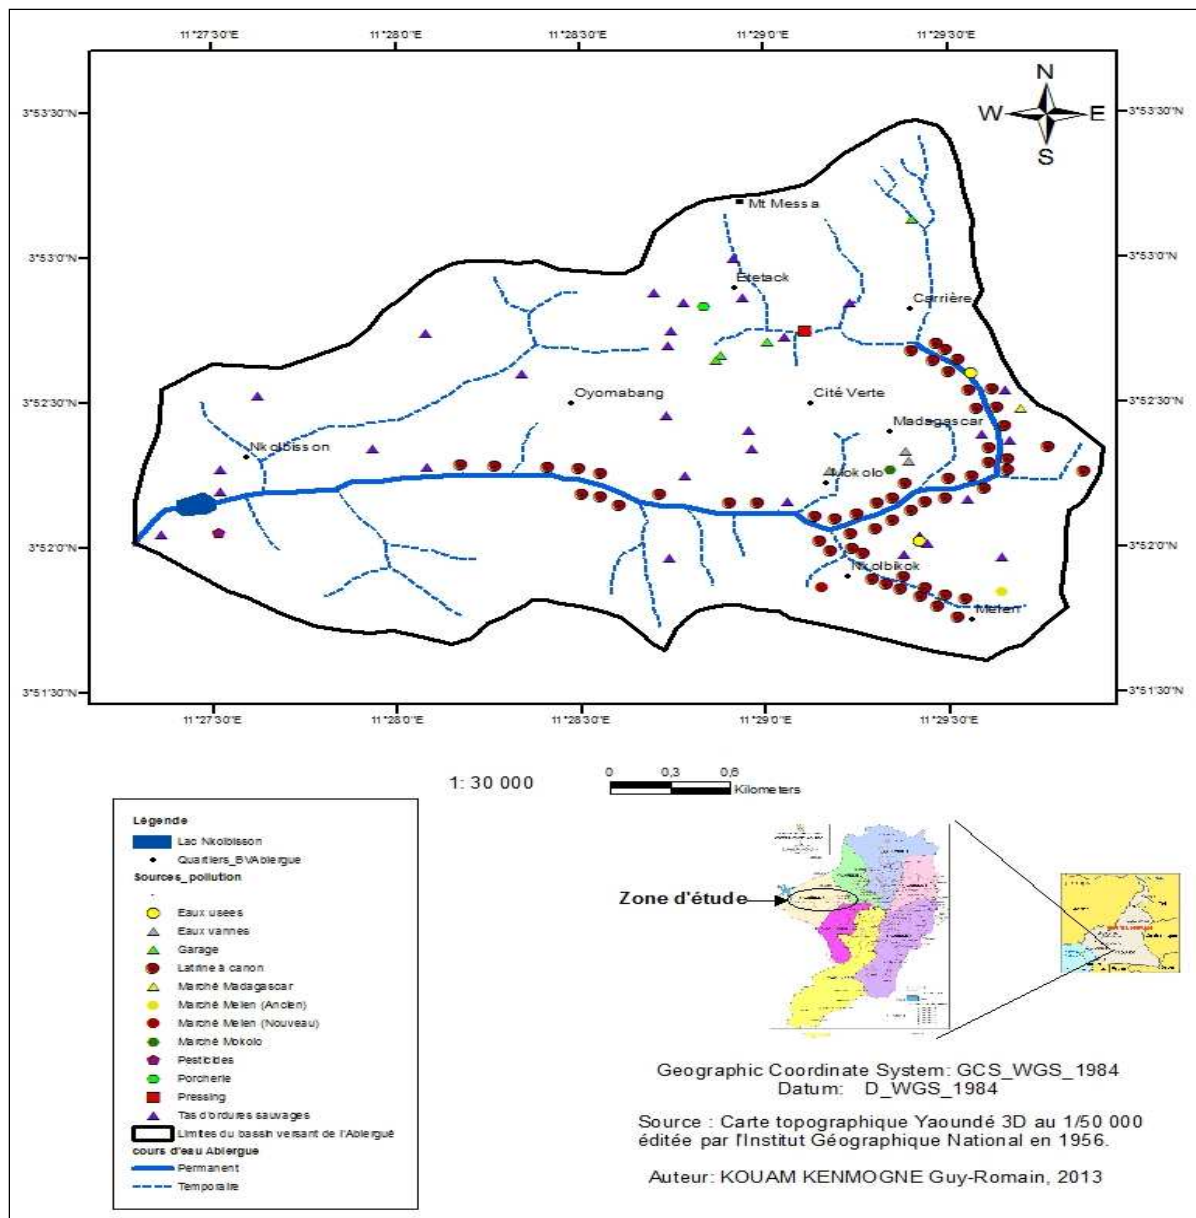 11°27'30"E 11°28'0"E 11°28'30"E 11°29'0"E 11°29'30"E
N
W E
S
3°53'30"N 3°53'30"N
Mt Messa
3°53'0"N 3°53'0"N
Etetack
Carrière
3°52'30"N 3°52'30"N
Oyomabang Cité Verte
Madagascar
Nkolbisson
Mokolo
3°52'0"N 3°52'0"N
Nkolbikok
Melen
3°51'30"N 3°51'30"N
11°27'30"E 11°28'0"E 11°28'30"E 11°29'0"E 11°29'30"E
1: 30 000
0 0,3 0,6
Kilometers
Légende
Lac Nkolbisson
Quartiers_BVAbiergue
Sources_pollution
Eaux usees
Eaux vannes
Garage
Latrine à canon
Marché Madagascar
Marché Melen (Ancien)
Marché Melen (Nouveau)
Marché Mokolo
Pesticides
Porcherie
Pressing
Tas d'ordures sauvages
Limites du bassin versant de l'Abiergué
cours d'eau Abiergue
Permanent
Temporaire
Zone d'étude
Geographic Coordinate System: GCS_WGS_1984
Datum: D_WGS_1984
Source : Carte topographique Yaoundé 3D au 1/50 000
éditée par l'Institut Géographique National en 1956.
Auteur: KOUAM KENMOGNE Guy-Romain, 2013